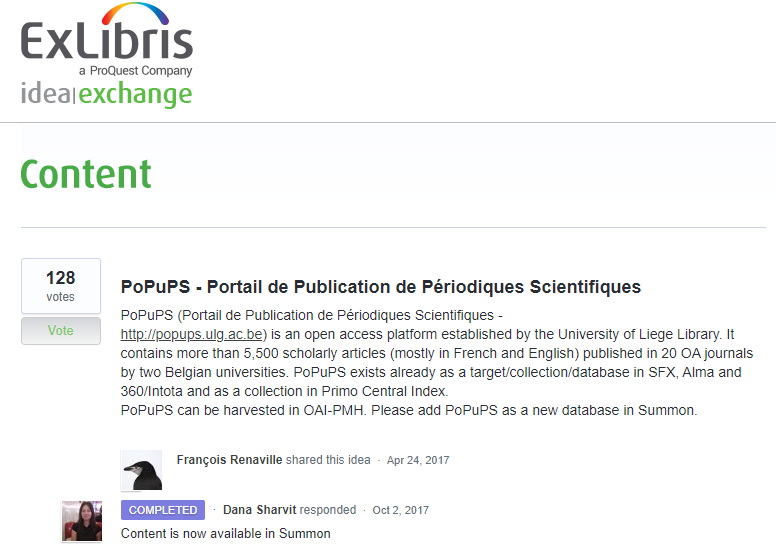 ExLibris
a ProQuest Company
idea|exchange
Content
128
votes
Vote
PoPuPS - Portail de Publication de Périodiques Scientifiques
PoPuPS (Portail de Publication de Périodiques Scientifiques -
http://popups.ulg.ac.be) is an open access platform established by the University of Liege Library. It
contains more than 5,500 scholarly articles (mostly in French and English) published in 20 OA journals
by two Belgian universities. PoPuPS exists already as a target/collection/database in SFX, Alma and
360/Intota and as a collection in Primo Central Index.
PoPuPS can be harvested in OAI-PMH. Please add PoPuPS as a new database in Summon.
François Renaville shared this idea · Apr 24, 2017
COMPLETED · Dana Sharvit responded · Oct 2, 2017
Content is now available in Summon